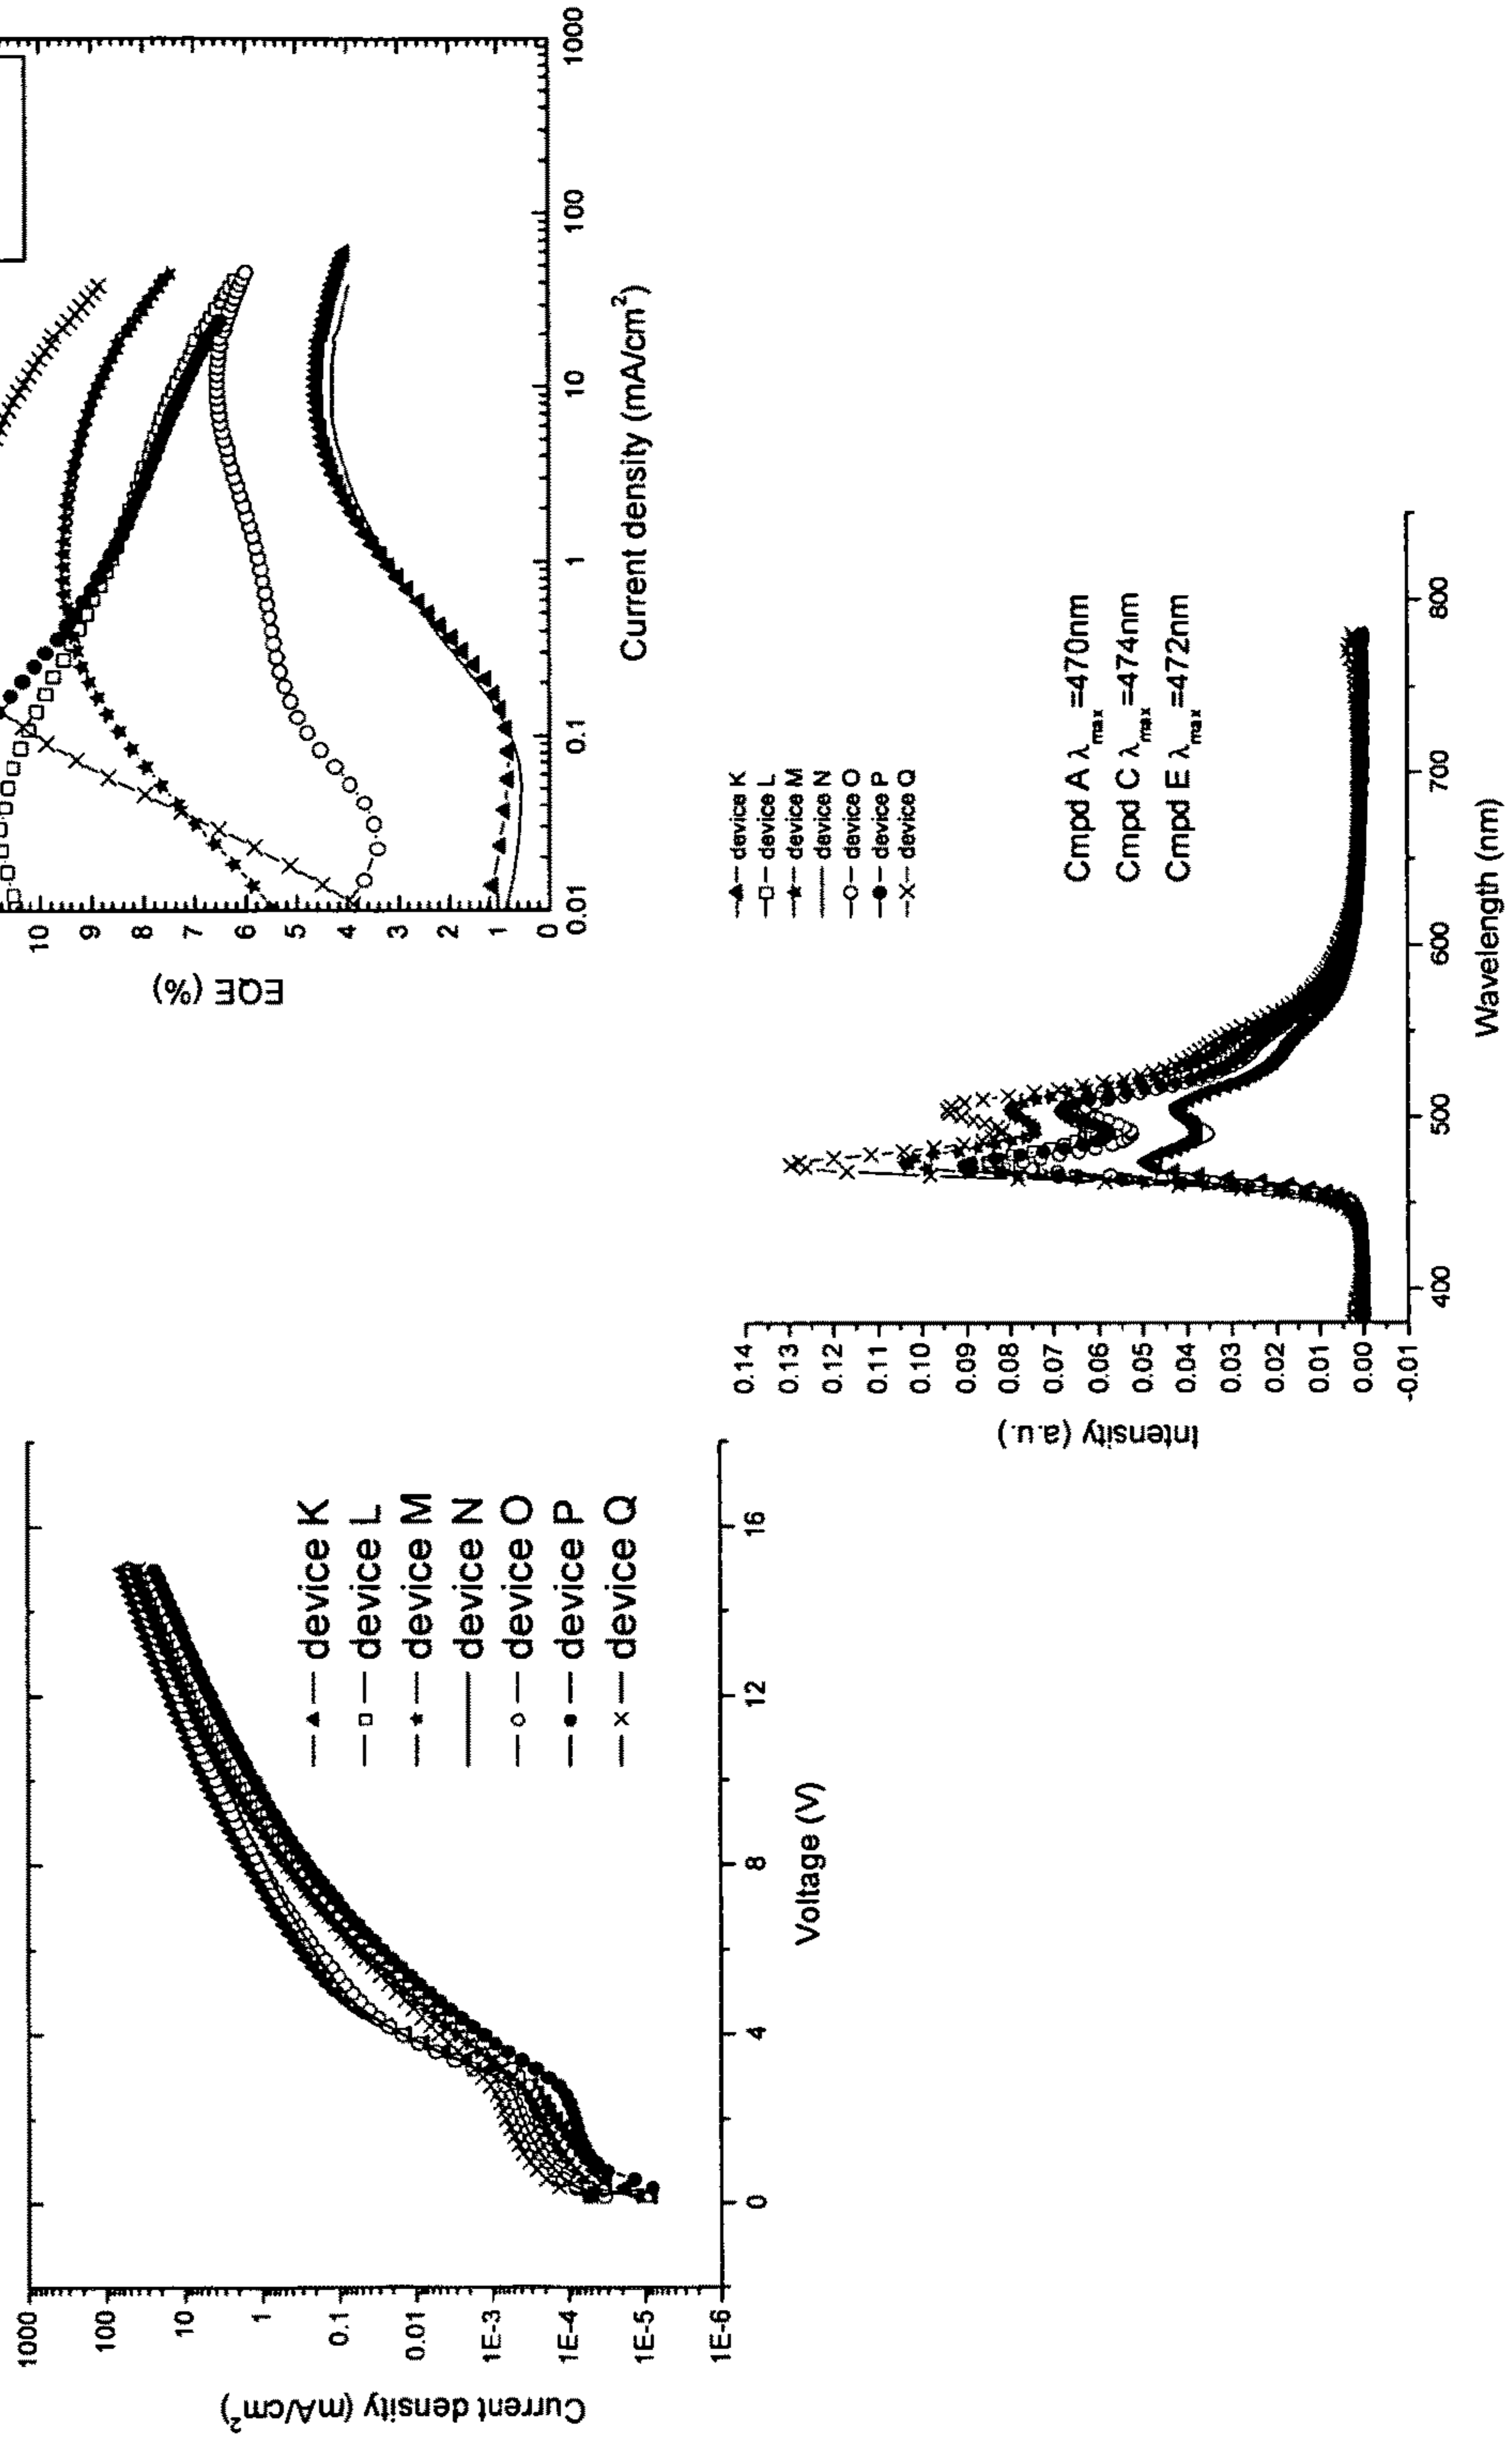 1000
100
10
1
0.1
0.01
1E-3
1E-4
1E-5
1E-6
Current density (mA/cm²)
0
4
8
12
16
Voltage (V)
device K
device L
device M
device N
device O
device P
device Q
10
9
8
7
6
5
4
3
2
1
0
EQE (%)
0.01
0.1
1
10
100
1000
Current density (mA/cm²)
device K
device L
device M
device N
device O
device P
device Q
0.14
0.13
0.12
0.11
0.10
0.09
0.08
0.07
0.06
0.05
0.04
0.03
0.02
0.01
0.00
-0.01
Intensity (a.u.)
Cmpd A λmax =470nm
Cmpd C λmax =474nm
Cmpd E λmax =472nm
400
500
600
700
800
Wavelength (nm)